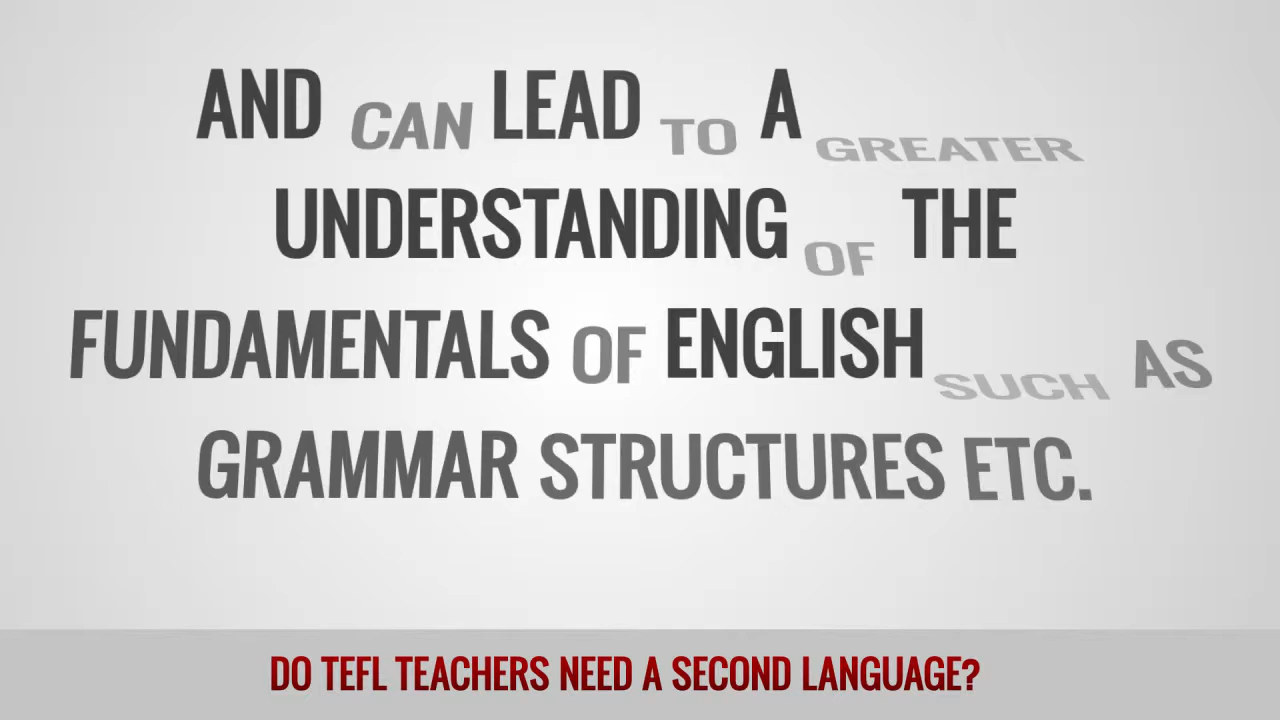 AND CAN LEAD TO A GREATER
UNDERSTANDING OF THE
FUNDAMENTALS OF ENGLISH SUCH AS
GRAMMAR STRUCTURES ETC.
DO TEFL TEACHERS NEED A SECOND LANGUAGE?